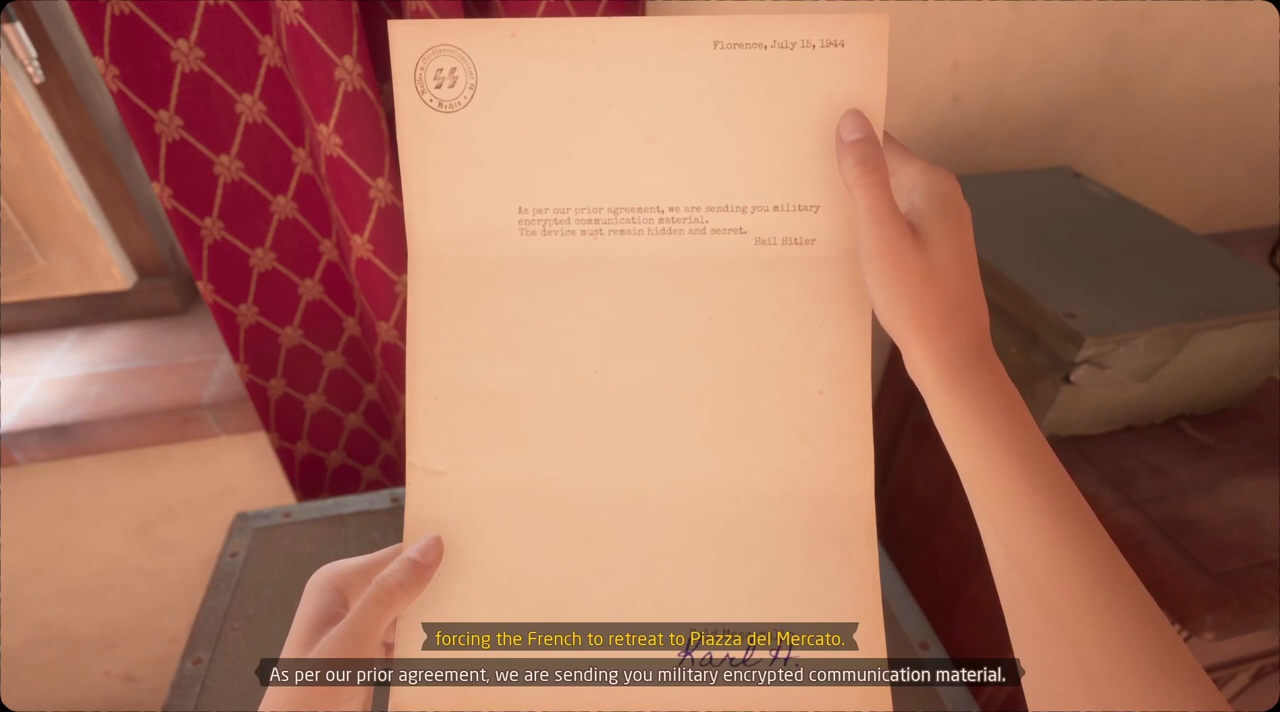 Florence, July 15, 1944
As per our prior agreement, we are sending you military
encrypted communication material.
The device must remain hidden and secret.
Hail Hitler
Karl H.
forcing the French to retreat to Piazza del Mercato.
As per our prior agreement, we are sending you military encrypted communication material.